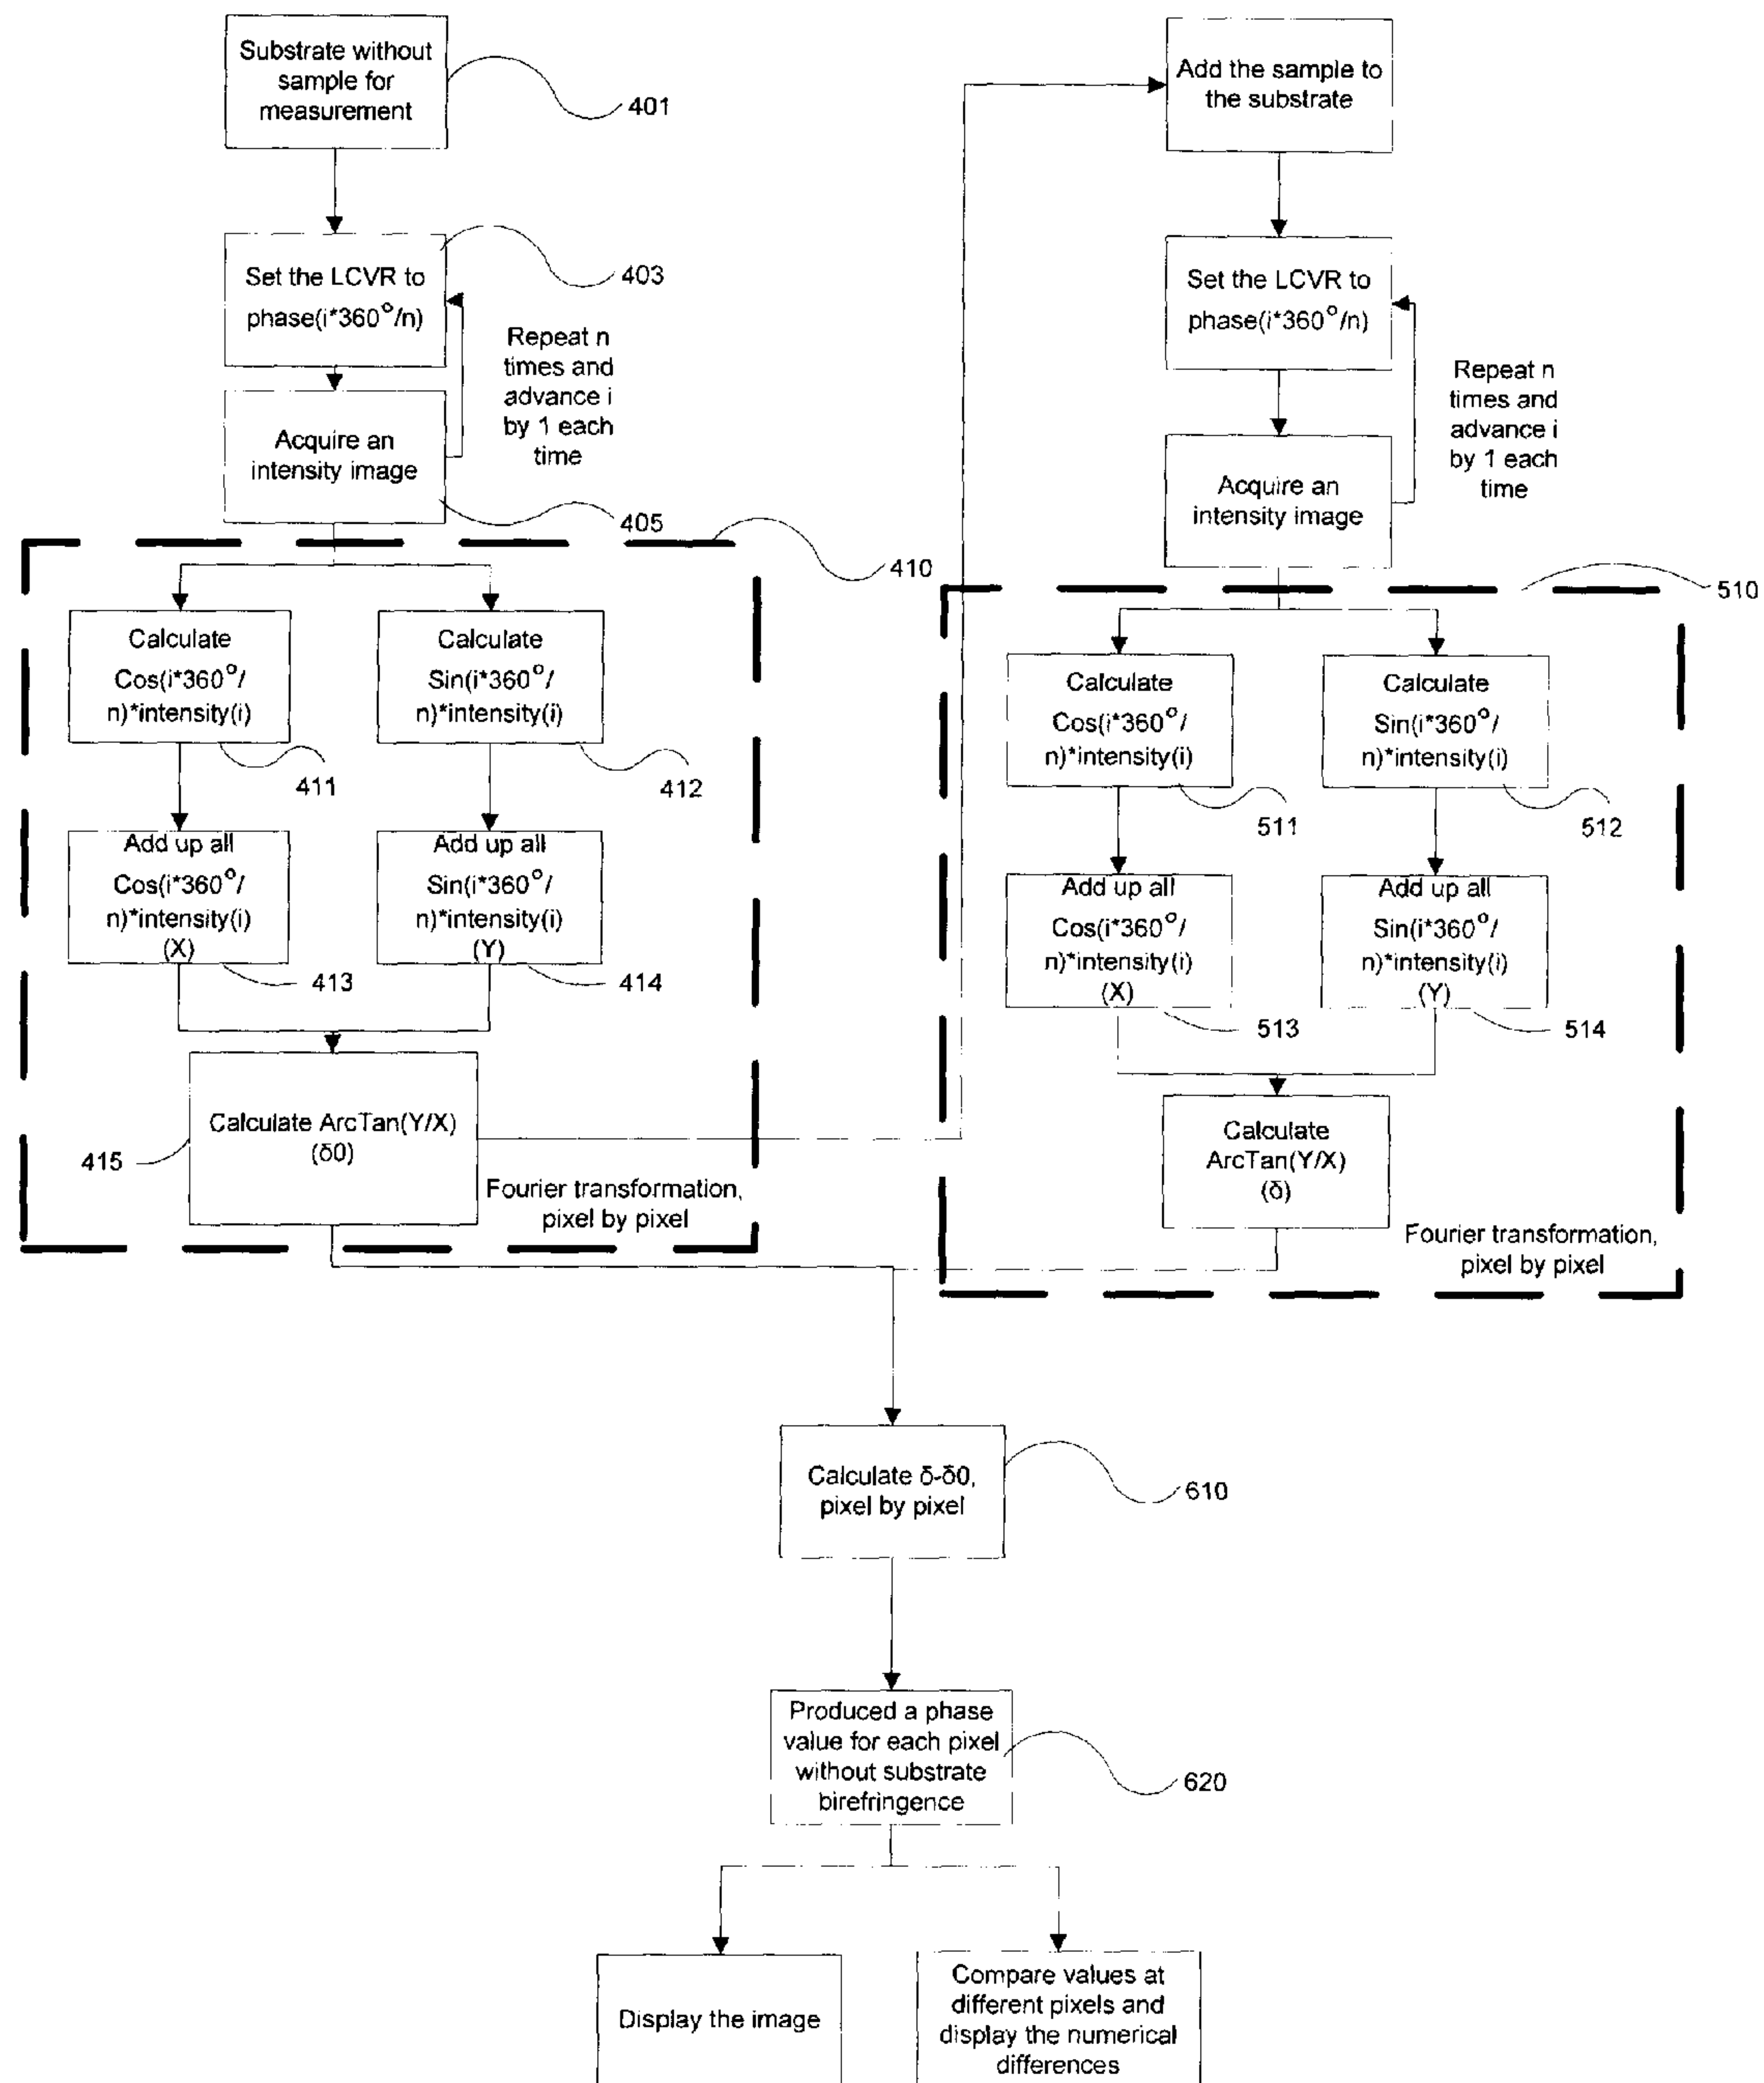 Substrate without
sample for
measurement
401
Set the LCVR to
phase(i*360°/n)
403
Repeat n
times and
advance i
by 1 each
time
Acquire an
intensity image
405
410
Calculate
Cos(i*360°/
n)*intensity(i)
411
Calculate
Sin(i*360°/
n)*intensity(i)
412
Add up all
Cos(i*360°/
n)*intensity(i)
(X)
413
Add up all
Sin(i*360°/
n)*intensity(i)
(Y)
414
Calculate ArcTan(Y/X)
(δ0)
415
Fourier transformation,
pixel by pixel
Add the sample to
the substrate
Set the LCVR to
phase(i*360°/n)
Repeat n
times and
advance i
by 1 each
time
Acquire an
intensity image
510
Calculate
Cos(i*360°/
n)*intensity(i)
511
Calculate
Sin(i*360°/
n)*intensity(i)
512
Add up all
Cos(i*360°/
n)*intensity(i)
(X)
513
Add up all
Sin(i*360°/
n)*intensity(i)
(Y)
514
Calculate
ArcTan(Y/X)
(δ)
Fourier transformation,
pixel by pixel
Calculate δ-δ0,
pixel by pixel
610
Produced a phase
value for each pixel
without substrate
birefringence
620
Display the image
Compare values at
different pixels and
display the numerical
differences